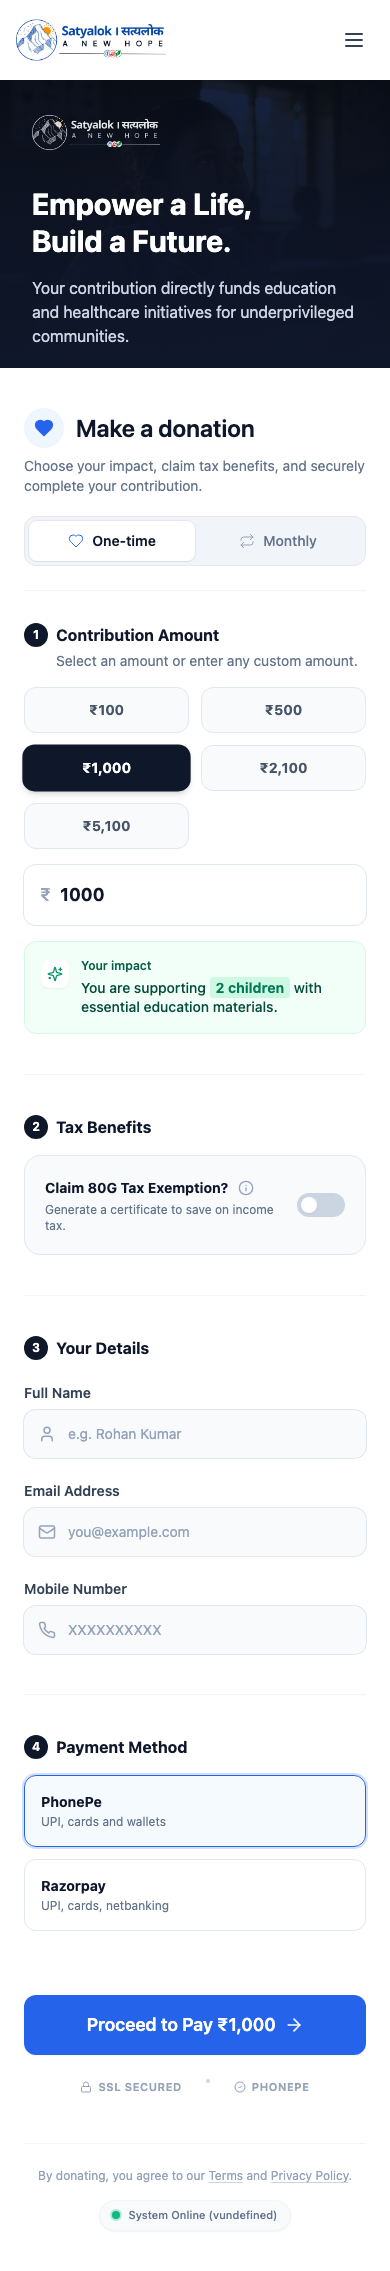 Satyalok । सत्यलोक
A NEW HOPE
Satyalok । सत्यलोक
A NEW HOPE
Empower a Life,
Build a Future.
Your contribution directly funds education
and healthcare initiatives for underprivileged
communities.
Make a donation
Choose your impact, claim tax benefits, and securely
complete your contribution.
One-time
Monthly
1 Contribution Amount
Select an amount or enter any custom amount.
₹100
₹500
₹1,000
₹2,100
₹5,100
₹ 1000
Your impact
You are supporting 2 children with
essential education materials.
2 Tax Benefits
Claim 80G Tax Exemption?
Generate a certificate to save on income
tax.
3 Your Details
Full Name
e.g. Rohan Kumar
Email Address
you@example.com
Mobile Number
XXXXXXXXXX
4 Payment Method
PhonePe
UPI, cards and wallets
Razorpay
UPI, cards, netbanking
Proceed to Pay ₹1,000
SSL SECURED
PHONEPE
By donating, you agree to our Terms and Privacy Policy.
System Online (vundefined)